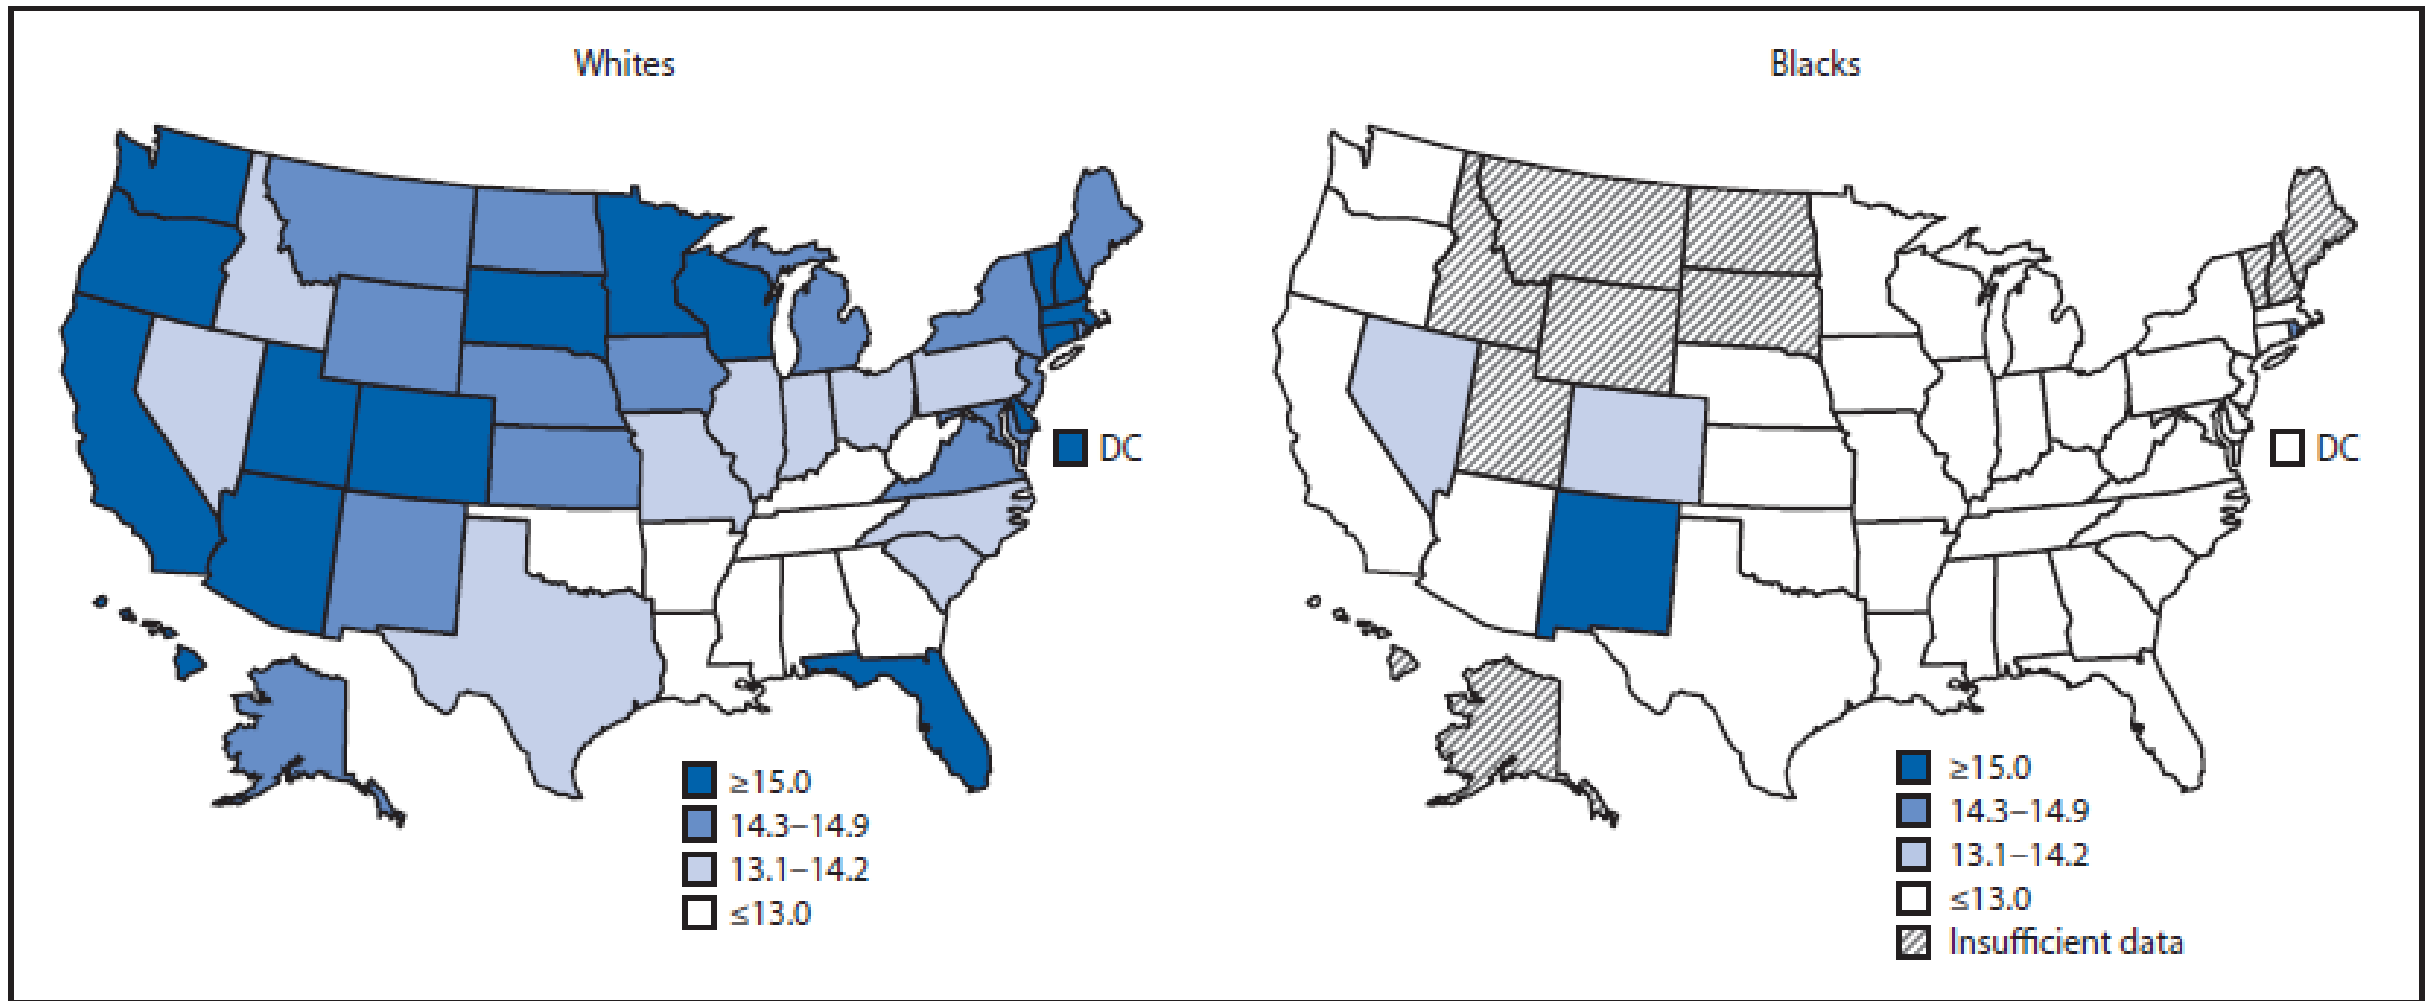 Whites
DC
≥15.0
14.3–14.9
13.1–14.2
≤13.0
Blacks
DC
≥15.0
14.3–14.9
13.1–14.2
≤13.0
Insufficient data